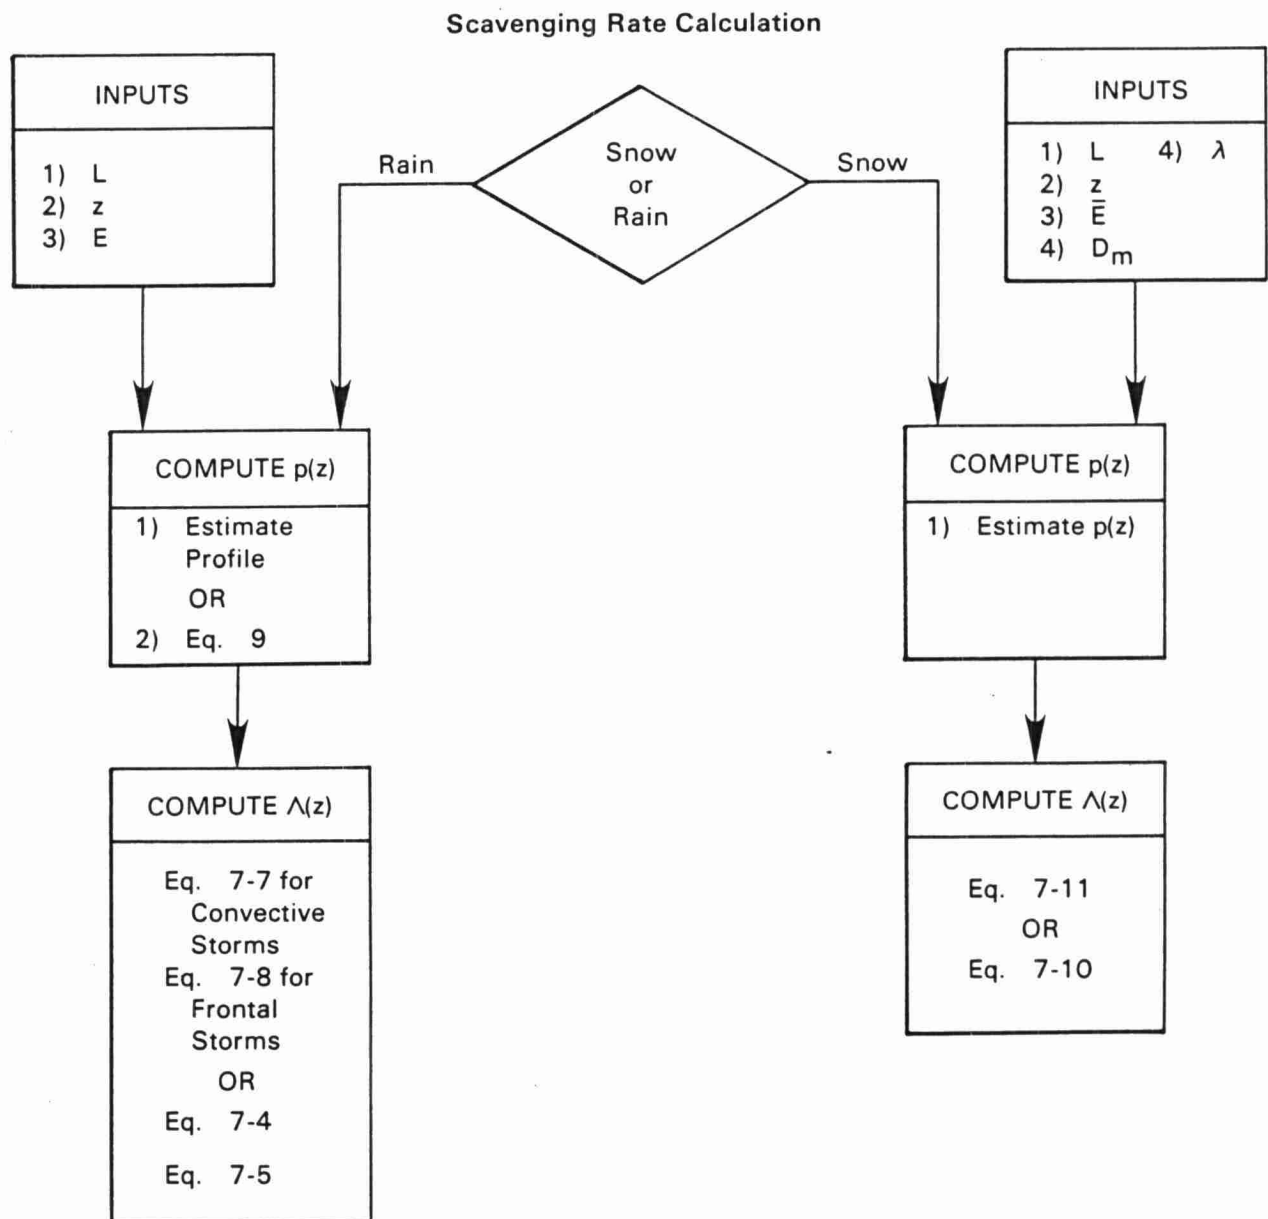 Scavenging Rate Calculation
INPUTS
1) L
2) z
3) E
Rain
Snow
or
Rain
Snow
INPUTS
1) L 4) λ
2) z
3) E̅
4) Dₘ
COMPUTE p(z)
1) Estimate
Profile
OR
2) Eq. 9
COMPUTE p(z)
1) Estimate p(z)
COMPUTE Λ(z)
Eq. 7-7 for
Convective
Storms
Eq. 7-8 for
Frontal
Storms
OR
Eq. 7-4
Eq. 7-5
COMPUTE Λ(z)
Eq. 7-11
OR
Eq. 7-10